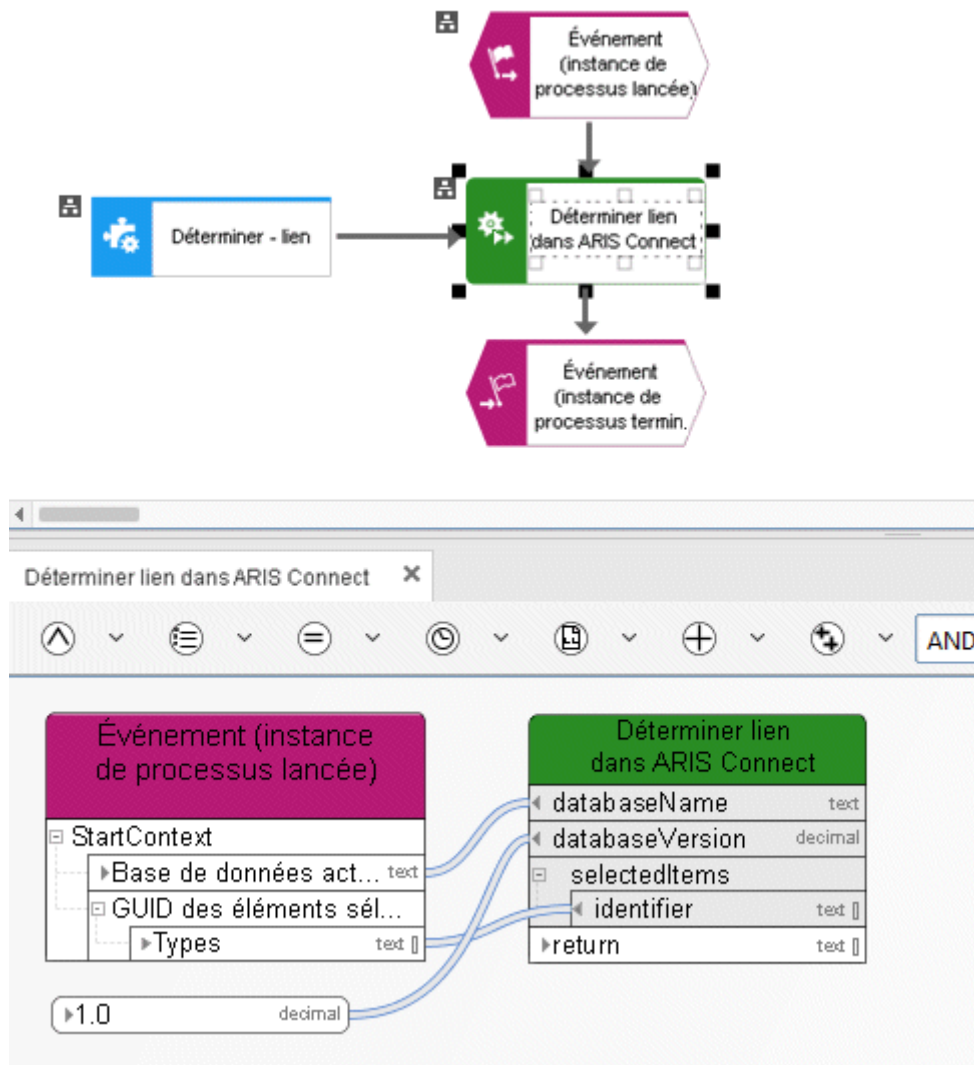 Événement
(instance de
processus lancée)
Déterminer - lien
Déterminer lien
dans ARIS Connect
Événement
(instance de
processus termin.
Déterminer lien dans ARIS Connect
AND
Événement (instance
de processus lancée)
StartContext
Base de données act... text
GUID des éléments sél...
Types text []
1.0 decimal
Déterminer lien
dans ARIS Connect
databaseName text
databaseVersion decimal
selectedItems
identifier text []
return text []